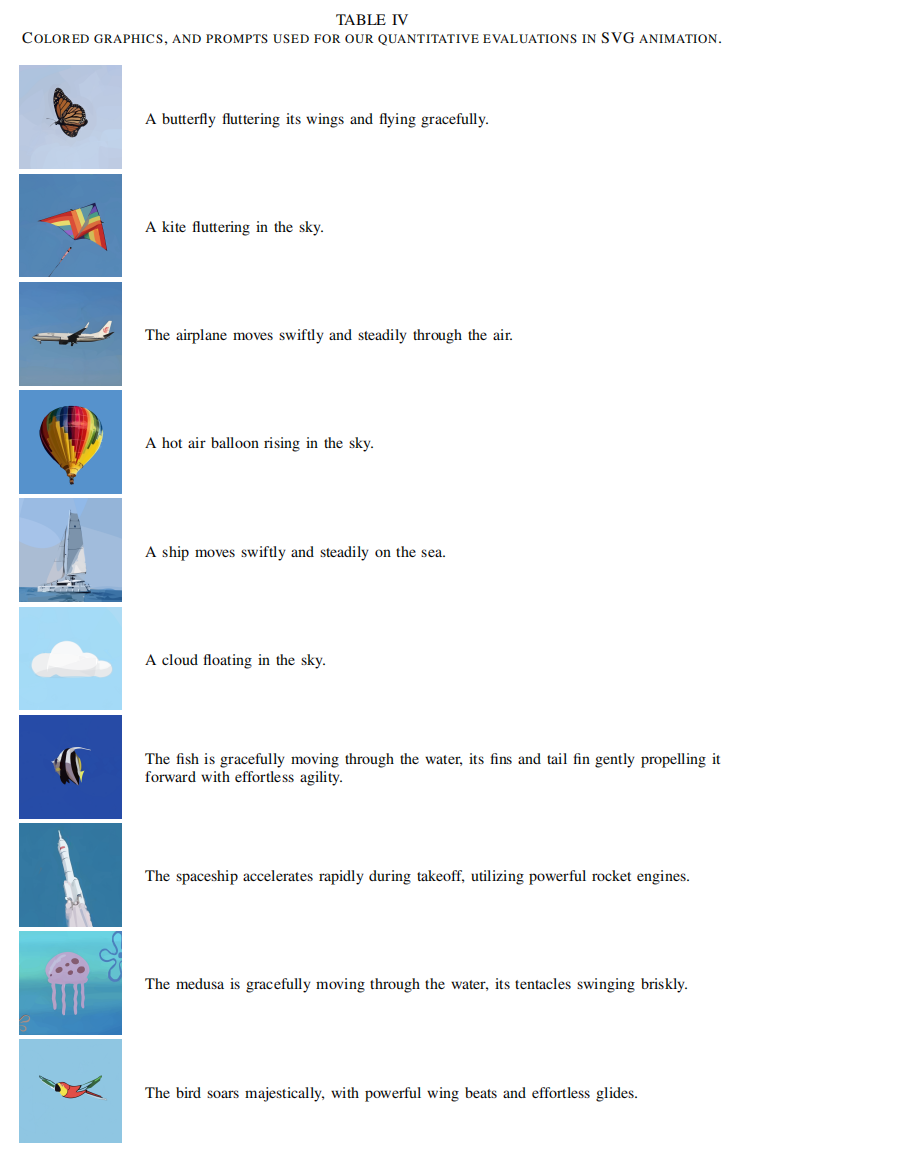 TABLE IV
COLORED GRAPHICS, AND PROMPTS USED FOR OUR QUANTITATIVE EVALUATIONS IN SVG ANIMATION.
A butterfly fluttering its wings and flying gracefully.
A kite fluttering in the sky.
The airplane moves swiftly and steadily through the air.
A hot air balloon rising in the sky.
A ship moves swiftly and steadily on the sea.
A cloud floating in the sky.
The fish is gracefully moving through the water, its fins and tail fin gently propelling it
forward with effortless agility.
The spaceship accelerates rapidly during takeoff, utilizing powerful rocket engines.
The medusa is gracefully moving through the water, its tentacles swinging briskly.
The bird soars majestically, with powerful wing beats and effortless glides.